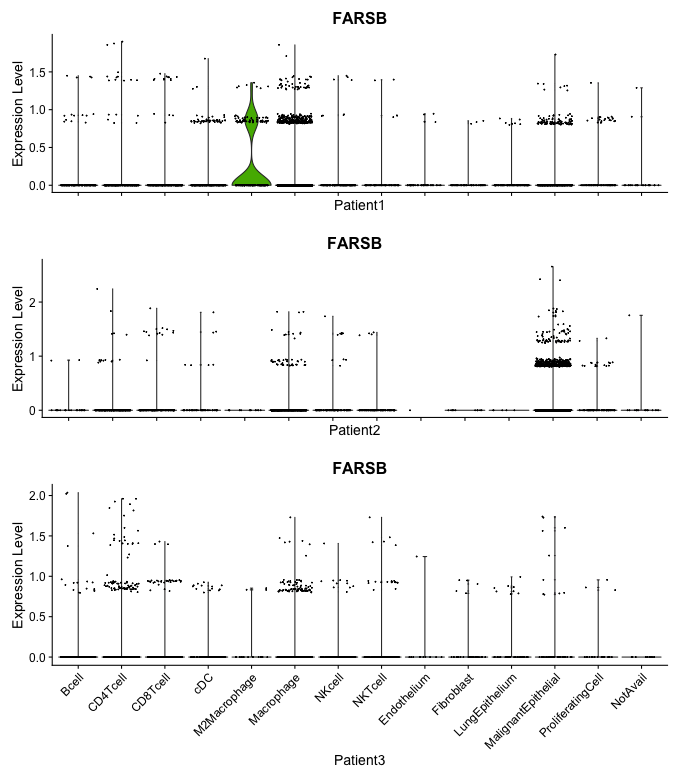 FARSB
Expression Level
1.5
1.0
0.5
0.0
Patient1
FARSB
Expression Level
2
1
0
Patient2
FARSB
Expression Level
2.0
1.5
1.0
0.5
0.0
Bcell
CD4Tcell
CD8Tcell
cDC
M2Macrophage
Macrophage
NKcell
NKTcell
Endothelium
Fibroblast
LungEpithelium
MalignantEpithelial
ProliferatingCell
NotAvail
Patient3